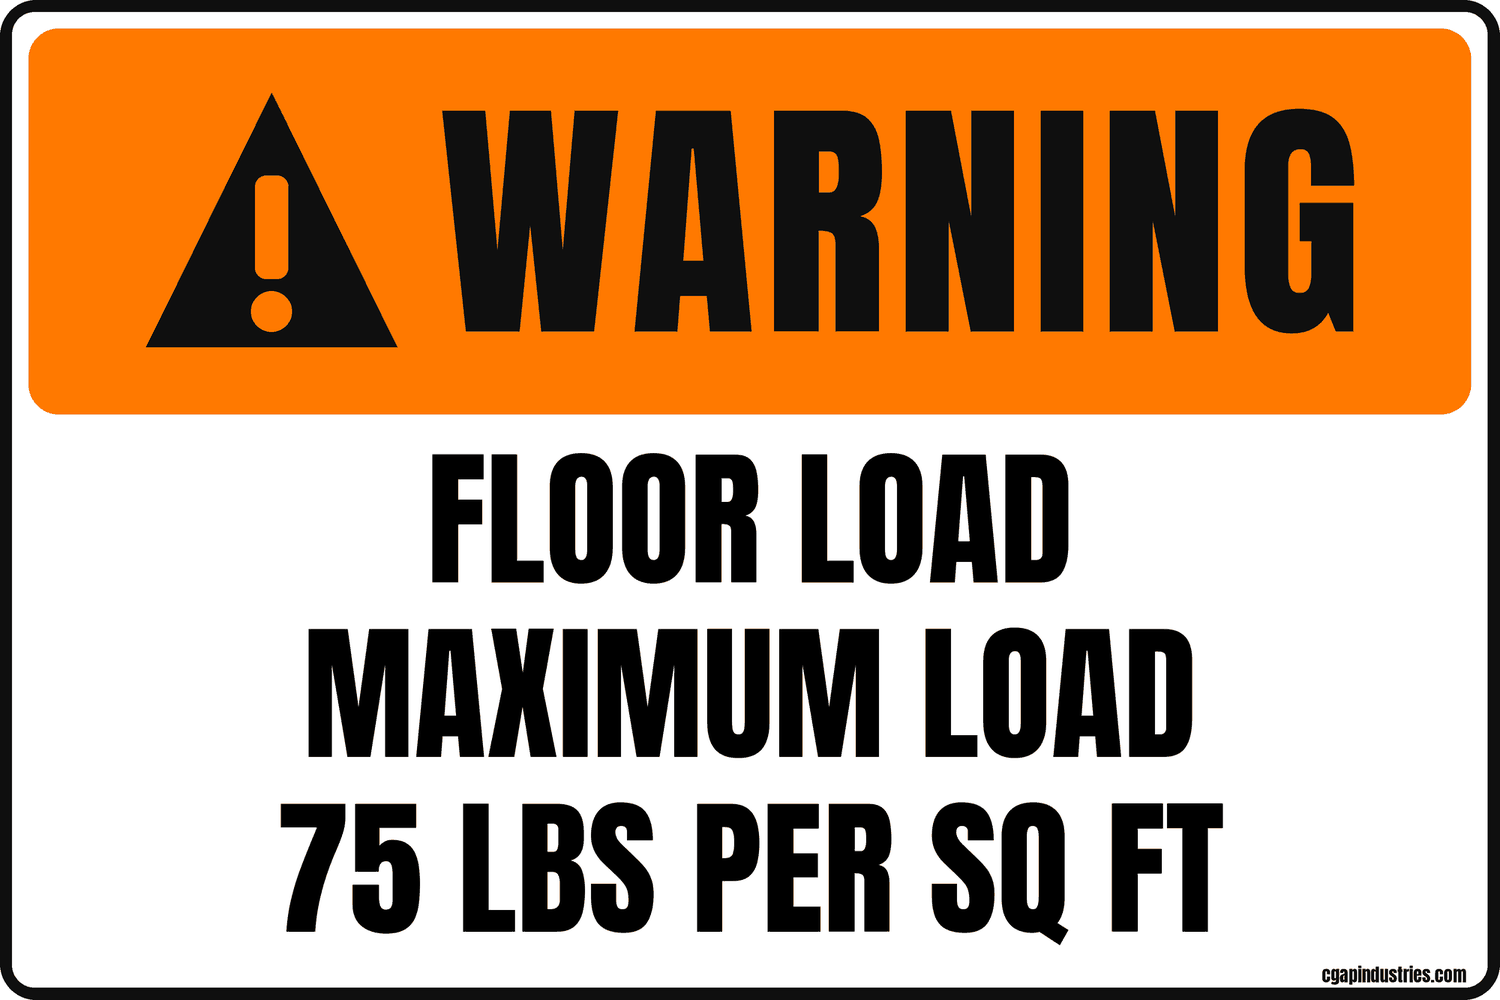 WARNING
FLOOR LOAD
MAXIMUM LOAD
75 LBS PER SQ FT
cgapindustries.com